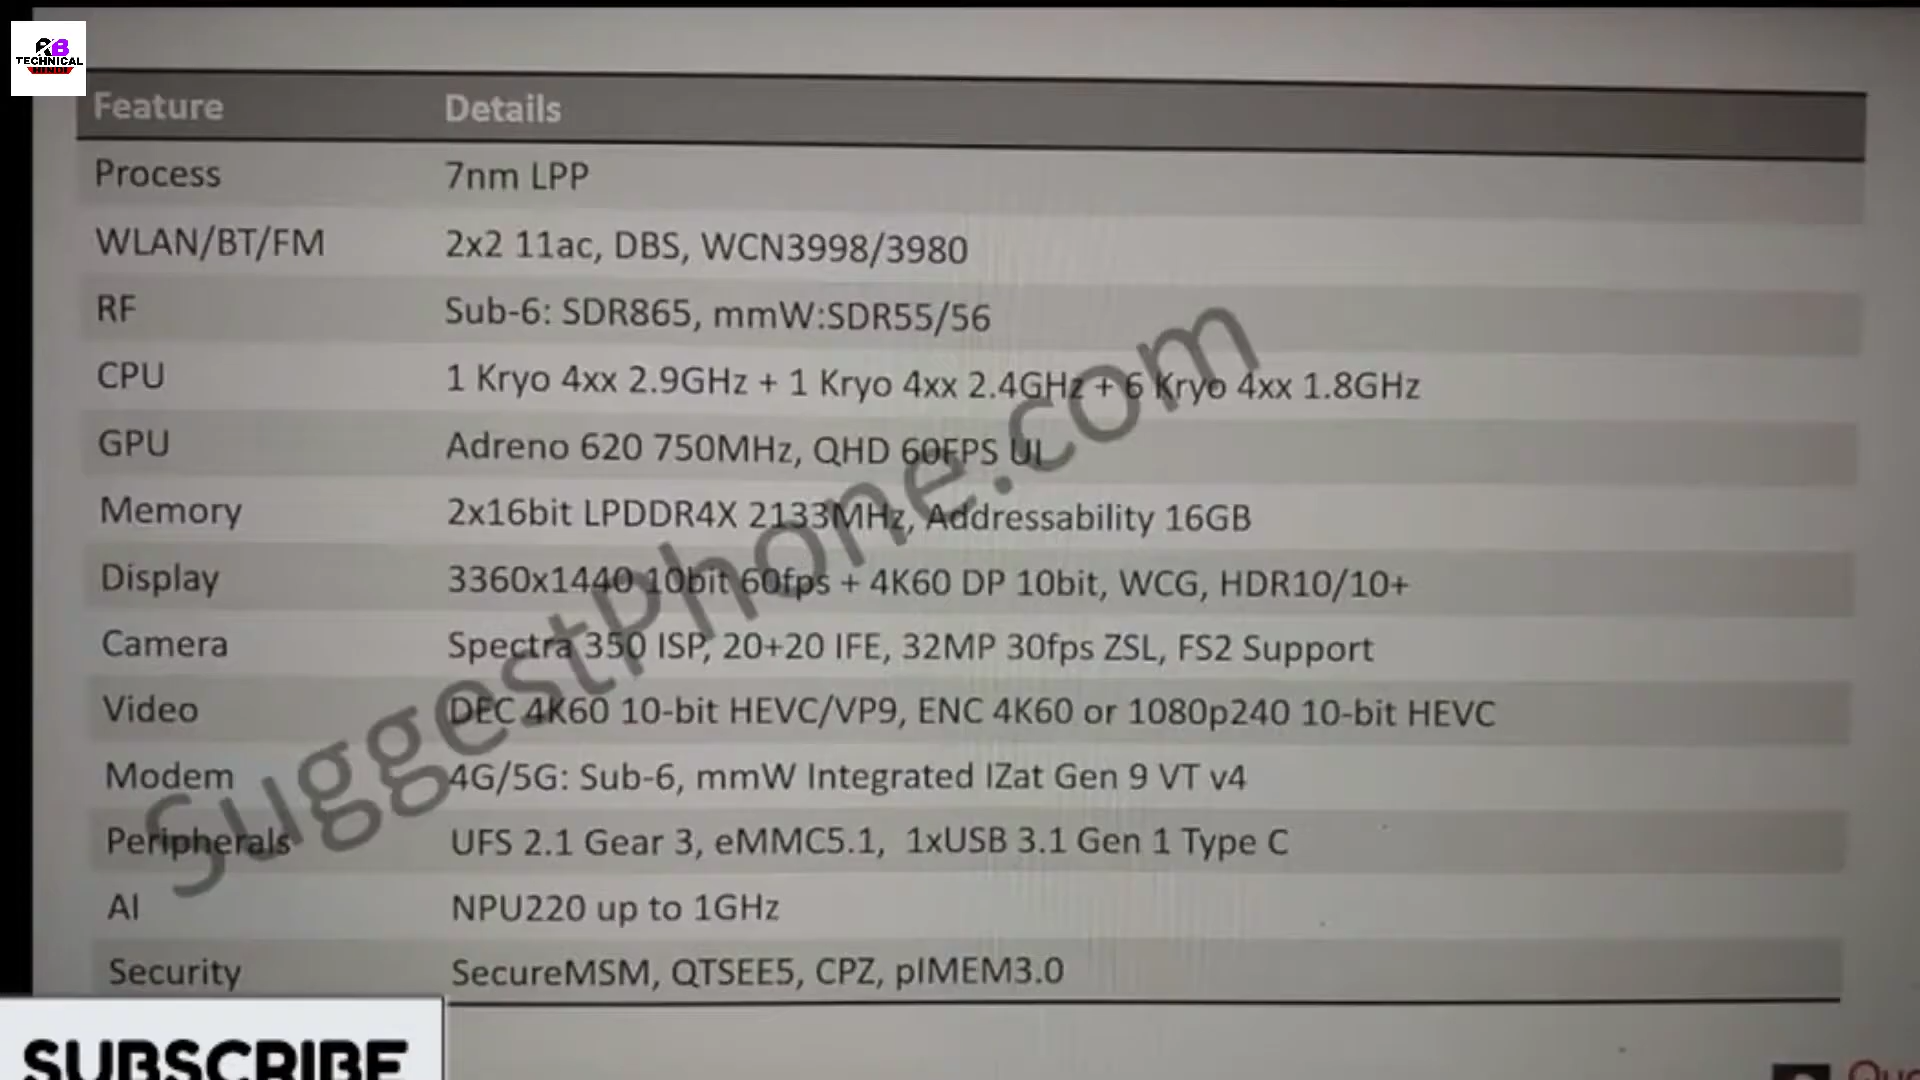 RB
TECHNICAL
HINDI
Feature Details
Process 7nm LPP
WLAN/BT/FM 2x2 11ac, DBS, WCN3998/3980
RF Sub-6: SDR865, mmW:SDR55/56
CPU 1 Kryo 4xx 2.9GHz + 1 Kryo 4xx 2.4GHz + 6 Kryo 4xx 1.8GHz
GPU Adreno 620 750MHz, QHD 60FPS UI
Memory 2x16bit LPDDR4X 2133MHz, Addressability 16GB
Display 3360x1440 10bit 60fps + 4K60 DP 10bit, WCG, HDR10/10+
Camera Spectra 350 ISP, 20+20 IFE, 32MP 30fps ZSL, FS2 Support
Video DEC 4K60 10-bit HEVC/VP9, ENC 4K60 or 1080p240 10-bit HEVC
Modem 4G/5G: Sub-6, mmW Integrated IZat Gen 9 VT v4
Peripherals UFS 2.1 Gear 3, eMMC5.1, 1xUSB 3.1 Gen 1 Type C
AI NPU220 up to 1GHz
Security SecureMSM, QTSEE5, CPZ, pIMEM3.0
SuggestPhone.com
SUBSCRIBE